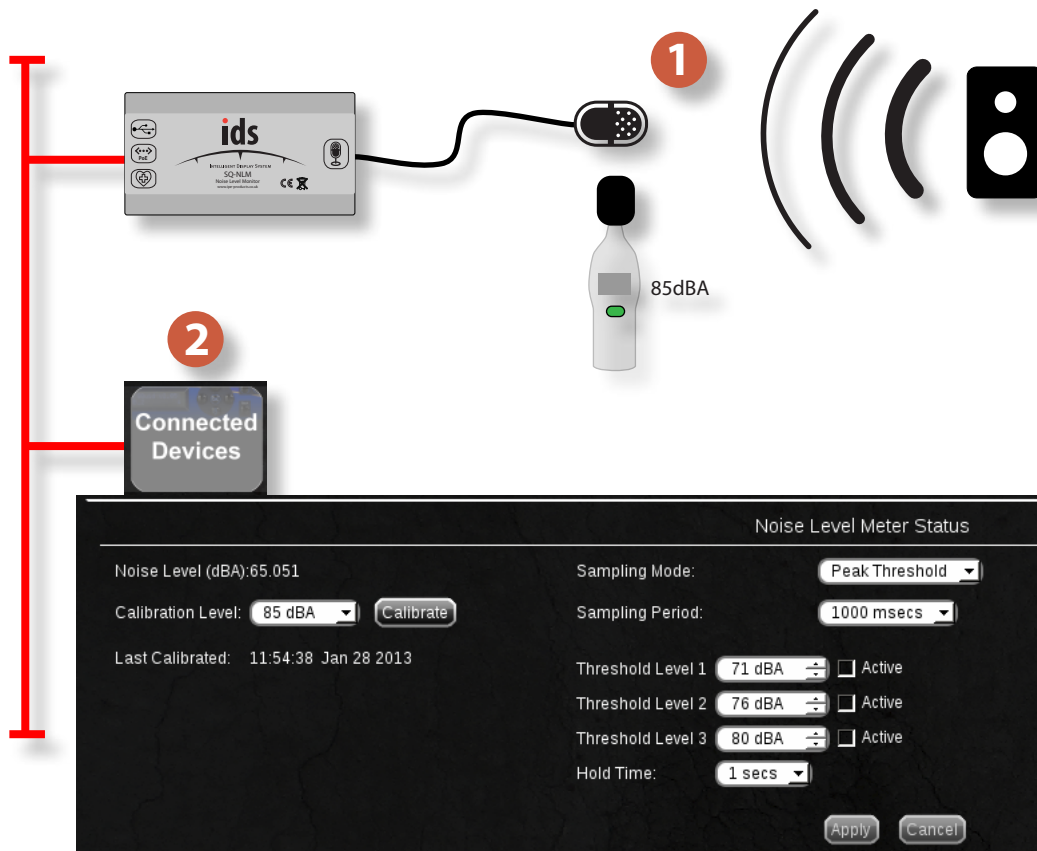 1
PoE
ids
INTELLIGENT DISPLAY SYSTEM
SQ-NLM
Noise Level Monitor
CE
85dBA
2
Connected
Devices
Noise Level Meter Status
Noise Level (dBA):65.051
Calibration Level: 85 dBA Calibrate
Last Calibrated: 11:54:38 Jan 28 2013
Sampling Mode: Peak Threshold
Sampling Period: 1000 msecs
Threshold Level 1 71 dBA Active
Threshold Level 2 76 dBA Active
Threshold Level 3 80 dBA Active
Hold Time: 1 secs
Apply Cancel